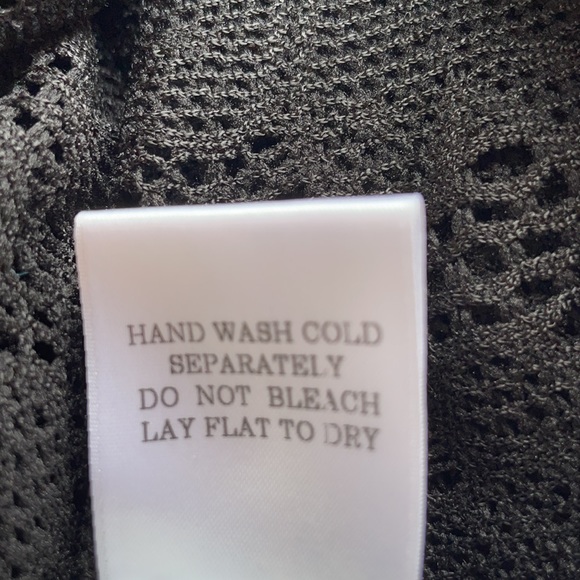 HAND WASH COLD
SEPARATELY
DO NOT BLEACH
LAY FLAT TO DRY